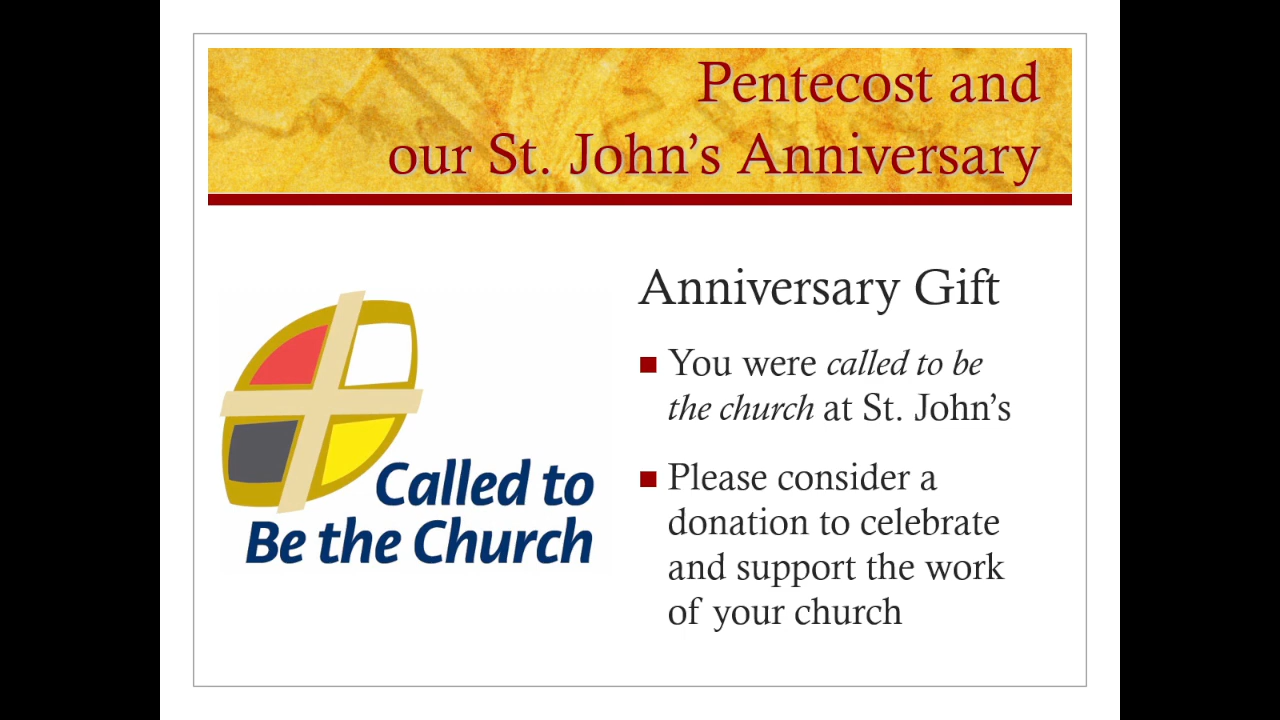 Pentecost and
our St. John's Anniversary
Called to
Be the Church
Anniversary Gift
You were called to be
the church at St. John's
Please consider a
donation to celebrate
and support the work
of your church